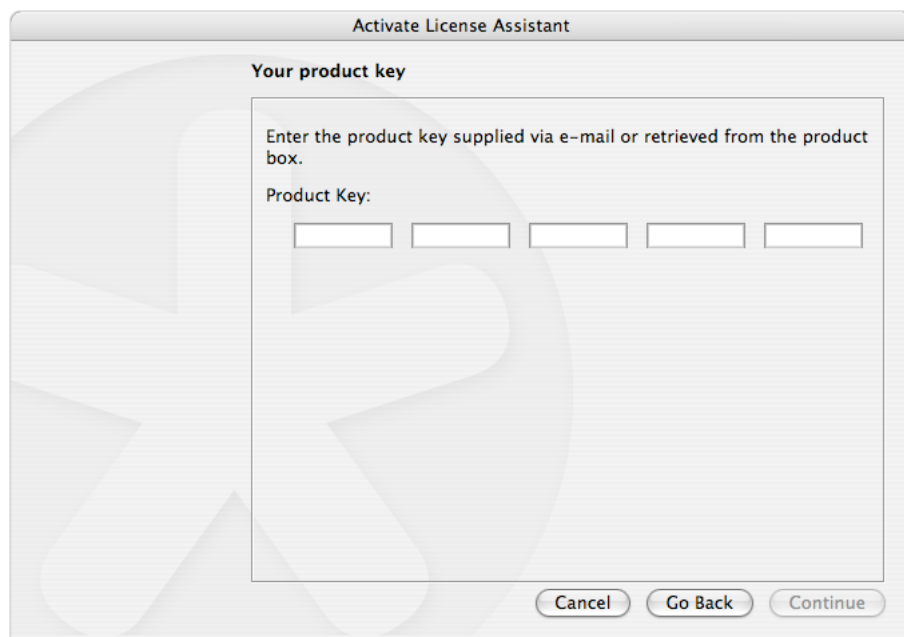 Activate License Assistant
Your product key
Enter the product key supplied via e-mail or retrieved from the product
box.
Product Key:
Cancel Go Back Continue